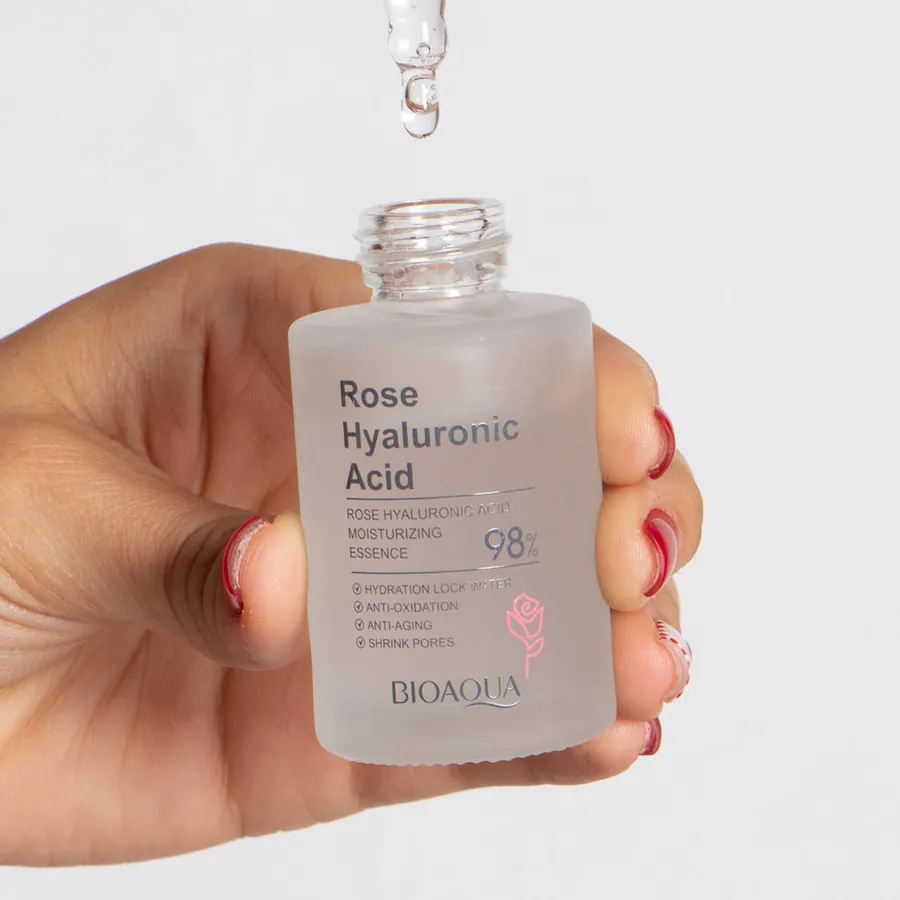 Rose
Hyaluronic
Acid
ROSE HYALURONIC ACID
MOISTURIZING
ESSENCE 98%
HYDRATION LOCK-WATER
ANTI-OXIDATION
ANTI-AGING
SHRINK PORES
BIOAQUA